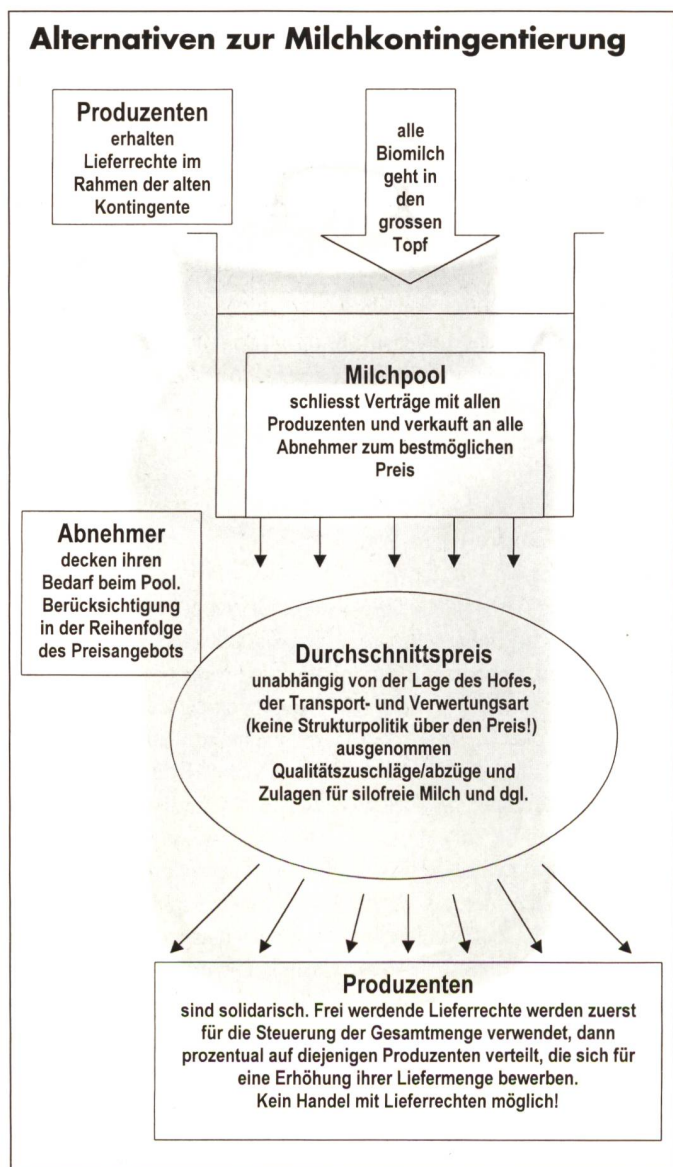 Alternativen zur Milchkontingentierung
Produzenten
erhalten
Lieferrechte im
Rahmen der alten
Kontingente
alle
Biomilch
geht in
den
grossen
Topf
Milchpool
schliesst Verträge mit allen
Produzenten und verkauft an alle
Abnehmer zum bestmöglichen
Preis
Abnehmer
decken ihren
Bedarf beim Pool.
Berücksichtigung
in der Reihenfolge
des Preisangebots
Durchschnittspreis
unabhängig von der Lage des Hofes,
der Transport- und Verwertungsart
(keine Strukturpolitik über den Preis!)
ausgenommen
Qualitätszuschläge/abzüge und
Zulagen für silofreie Milch und dgl.
Produzenten
sind solidarisch. Frei werdende Lieferrechte werden zuerst
für die Steuerung der Gesamtmenge verwendet, dann
prozentual auf diejenigen Produzenten verteilt, die sich für
eine Erhöhung ihrer Liefermenge bewerben.
Kein Handel mit Lieferrechten möglich!